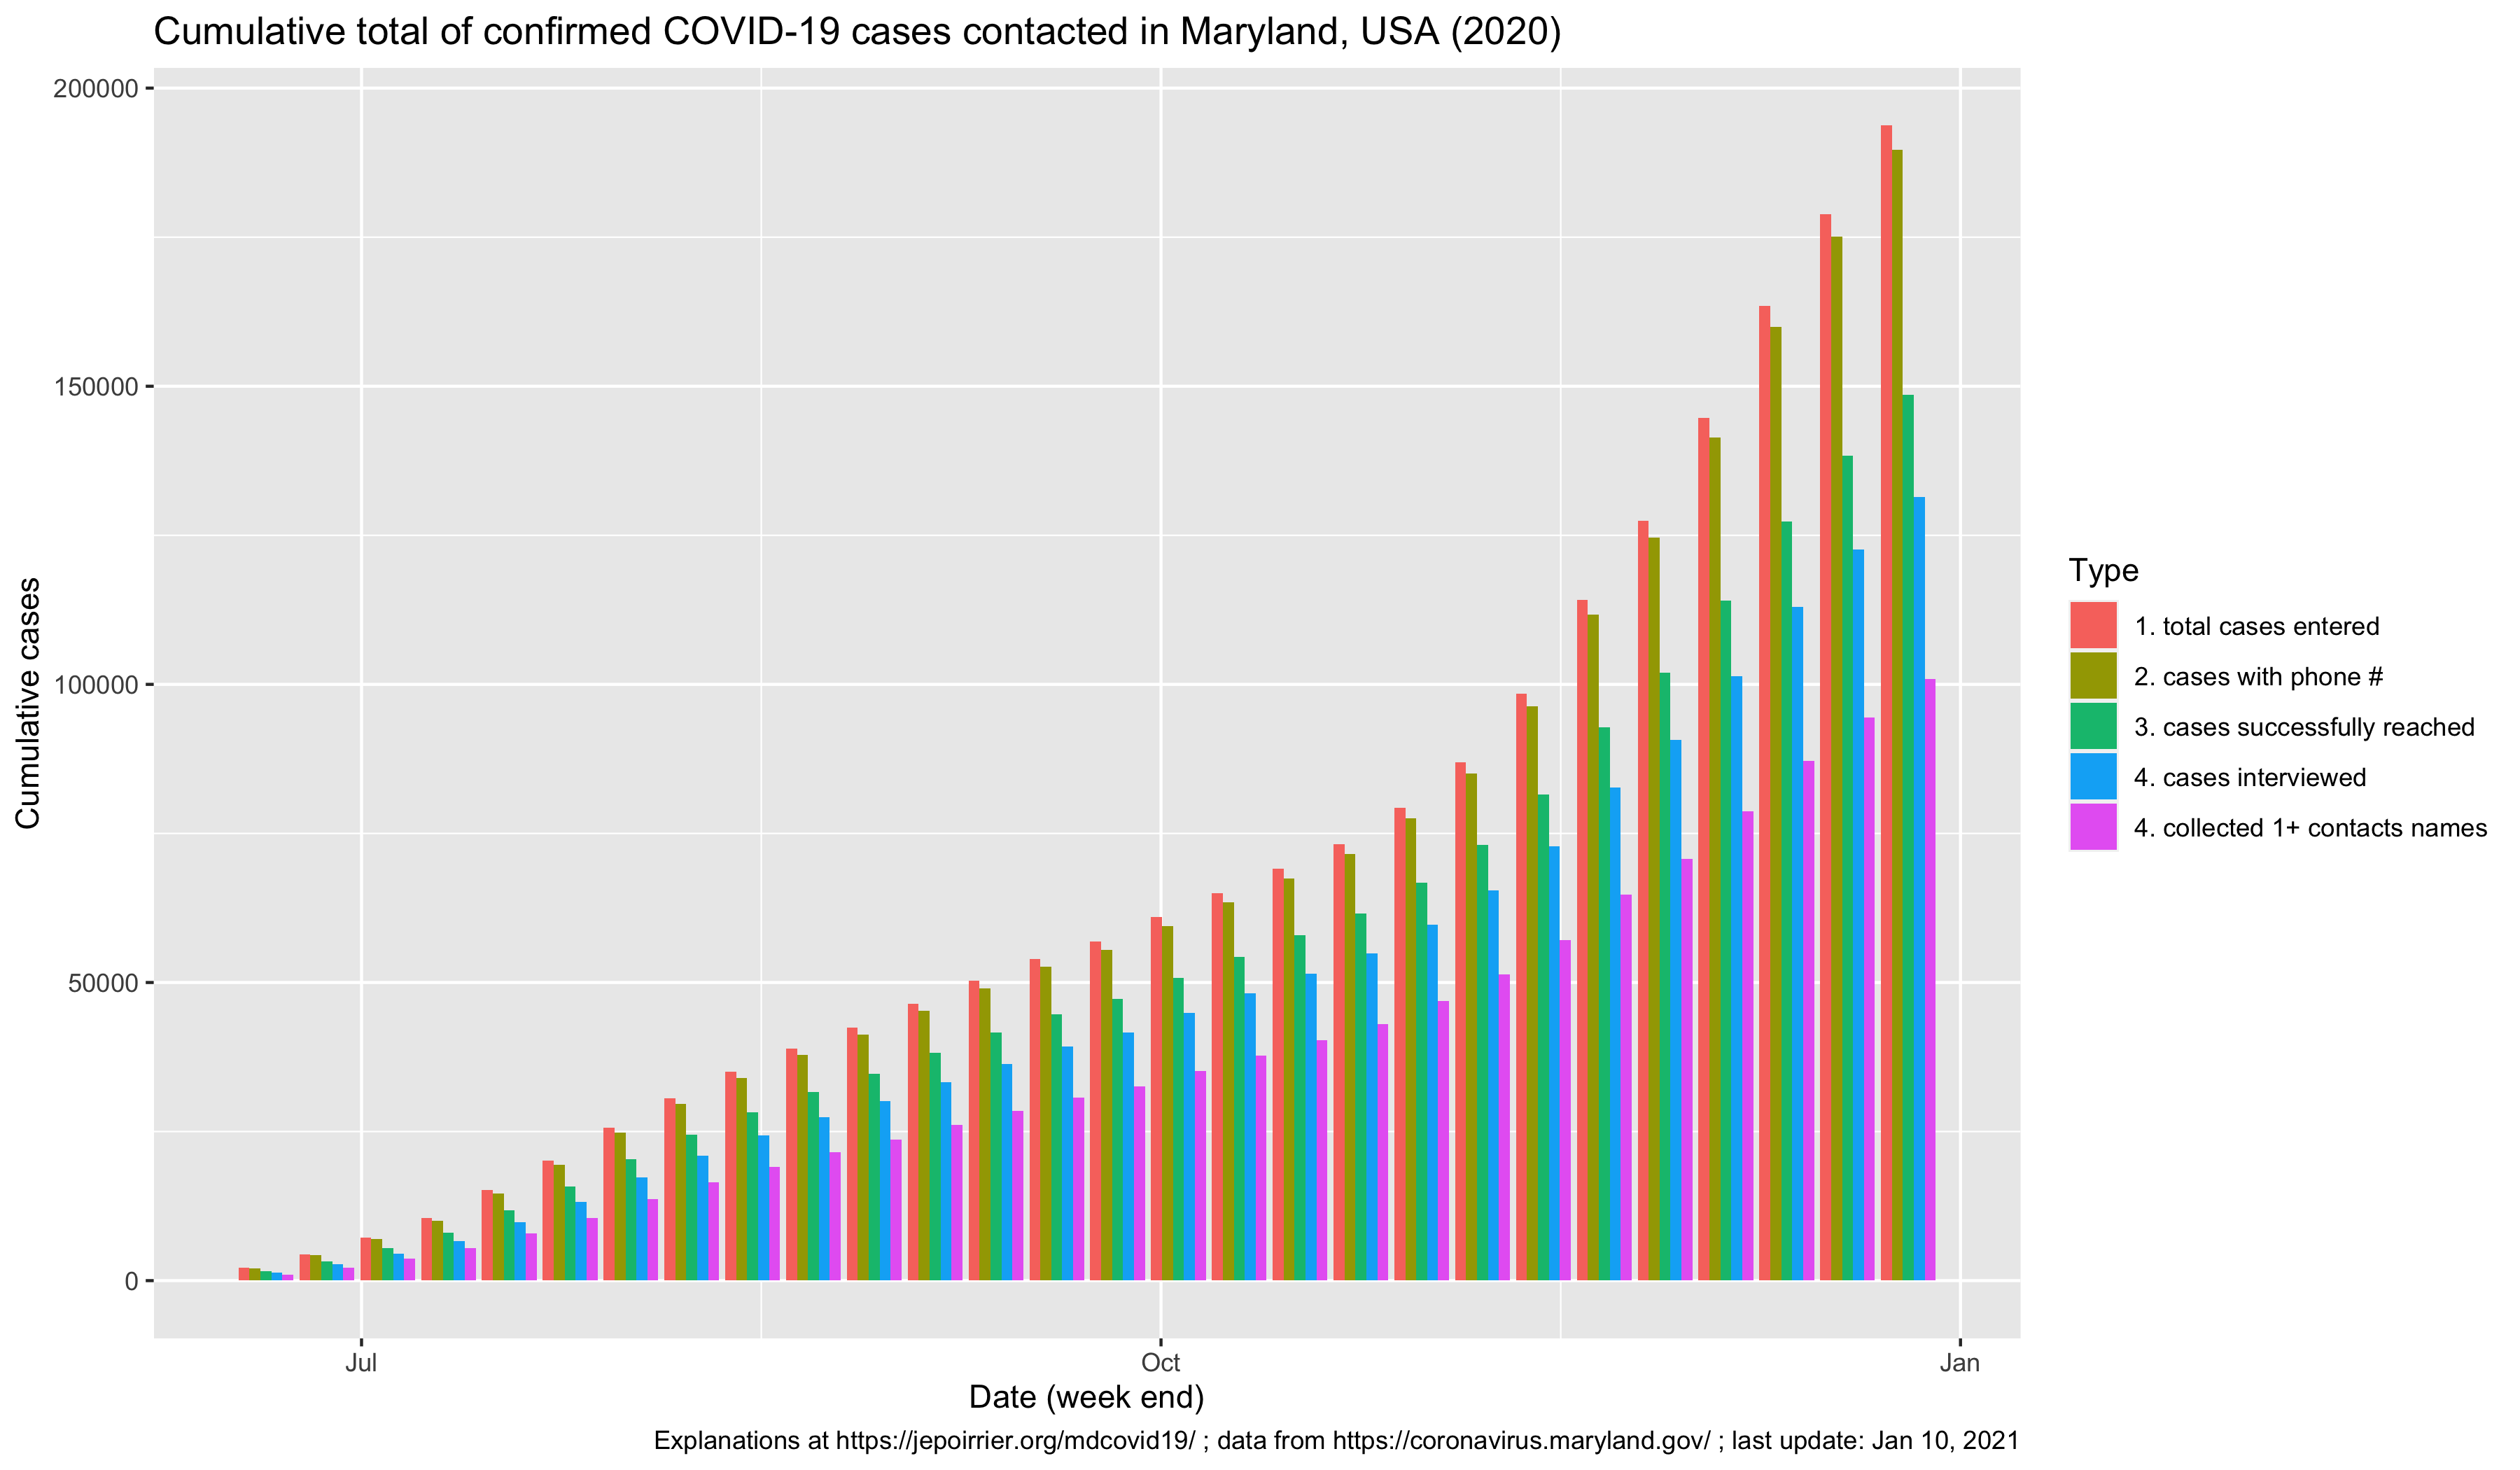 Cumulative total of confirmed COVID-19 cases contacted in Maryland, USA (2020)
200000
150000
100000
50000
0
Cumulative cases
Jul
Oct
Jan
Date (week end)
Type
1. total cases entered
2. cases with phone #
3. cases successfully reached
4. cases interviewed
4. collected 1+ contacts names
Explanations at https://jepoirrier.org/mdcovid19/ ; data from https://coronavirus.maryland.gov/ ; last update: Jan 10, 2021